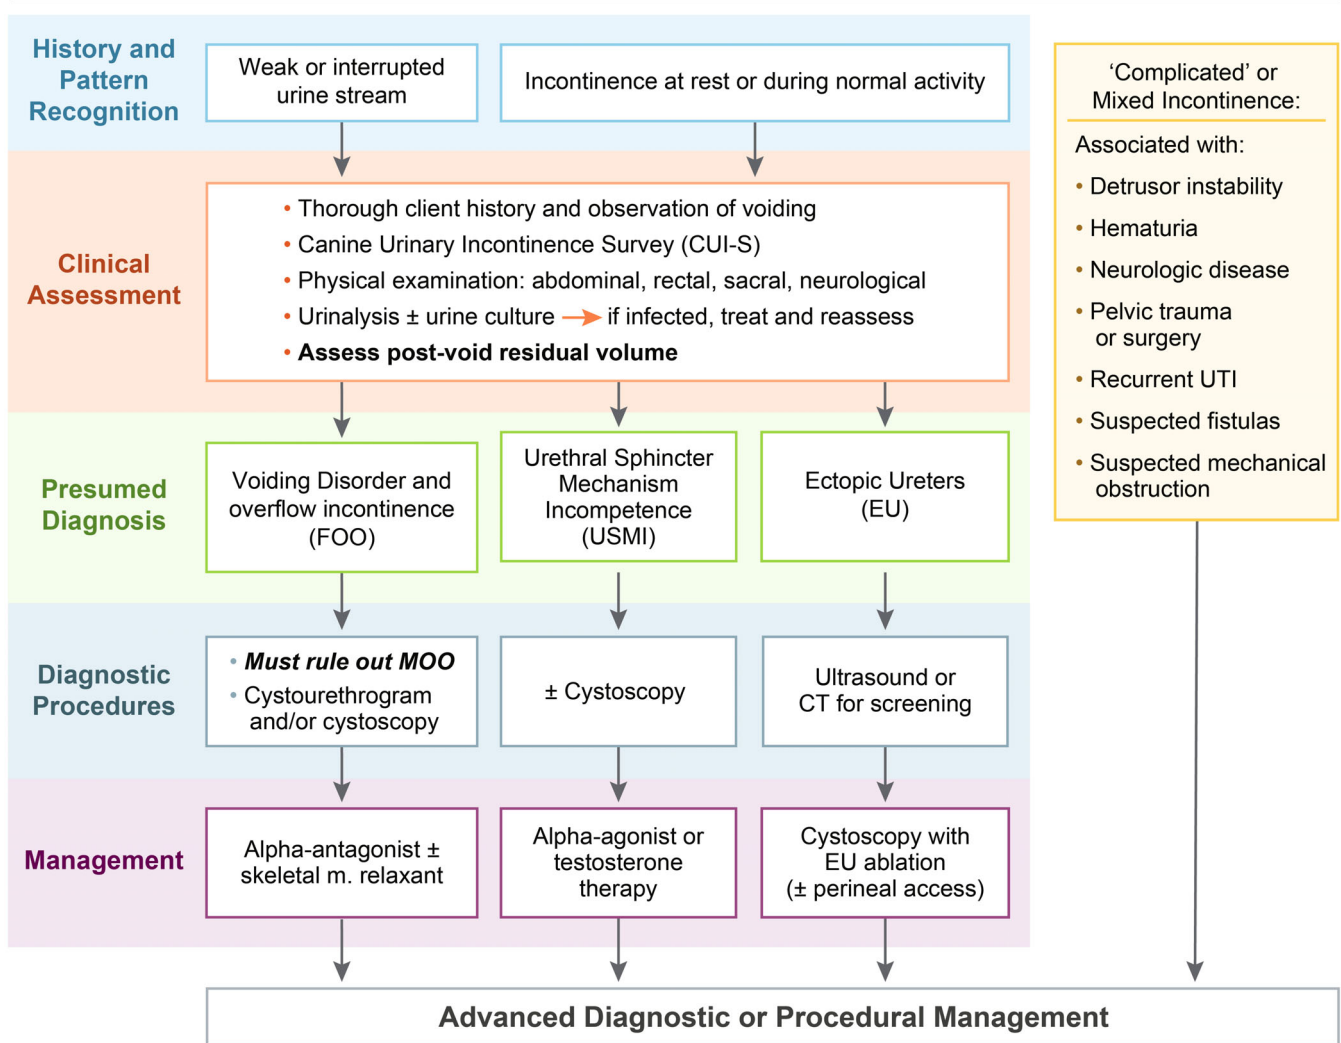 History and
Pattern
Recognition
Weak or interrupted
urine stream
Incontinence at rest or during normal activity
Clinical
Assessment
• Thorough client history and observation of voiding
• Canine Urinary Incontinence Survey (CUI-S)
• Physical examination: abdominal, rectal, sacral, neurological
• Urinalysis ± urine culture → if infected, treat and reassess
• Assess post-void residual volume
Presumed
Diagnosis
Voiding Disorder and
overflow incontinence
(FOO)
Urethral Sphincter
Mechanism
Incompetence
(USMI)
Ectopic Ureters
(EU)
Diagnostic
Procedures
• Must rule out MOO
• Cystourethrogram
and/or cystoscopy
± Cystoscopy
Ultrasound or
CT for screening
Management
Alpha-antagonist ±
skeletal m. relaxant
Alpha-agonist or
testosterone
therapy
Cystoscopy with
EU ablation
(± perineal access)
‘Complicated’ or
Mixed Incontinence:
Associated with:
• Detrusor instability
• Hematuria
• Neurologic disease
• Pelvic trauma
or surgery
• Recurrent UTI
• Suspected fistulas
• Suspected mechanical
obstruction
Advanced Diagnostic or Procedural Management